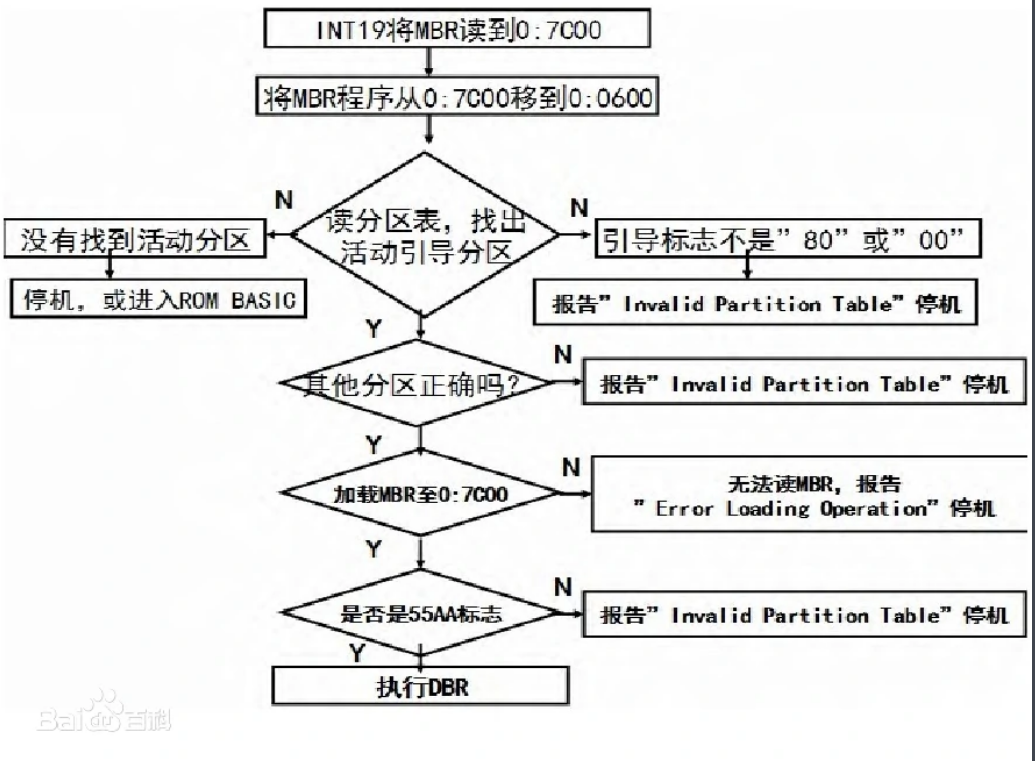 INT19将MBR读到0:7C00
将MBR程序从0:7C00移到0:0600
N
N
读分区表，找出
活动引导分区
没有找到活动分区
引导标志不是”80”或”00”
停机，或进入ROM BASIC
报告”Invalid Partition Table”停机
Y
N
其他分区正确吗？
报告”Invalid Partition Table”停机
Y
N
加载MBR至0:7C00
无法读MBR，报告
”Error Loading Operation”停机
Y
N
是否是55AA标志
报告”Invalid Partition Table”停机
Y
执行DBR
Bai du 百科